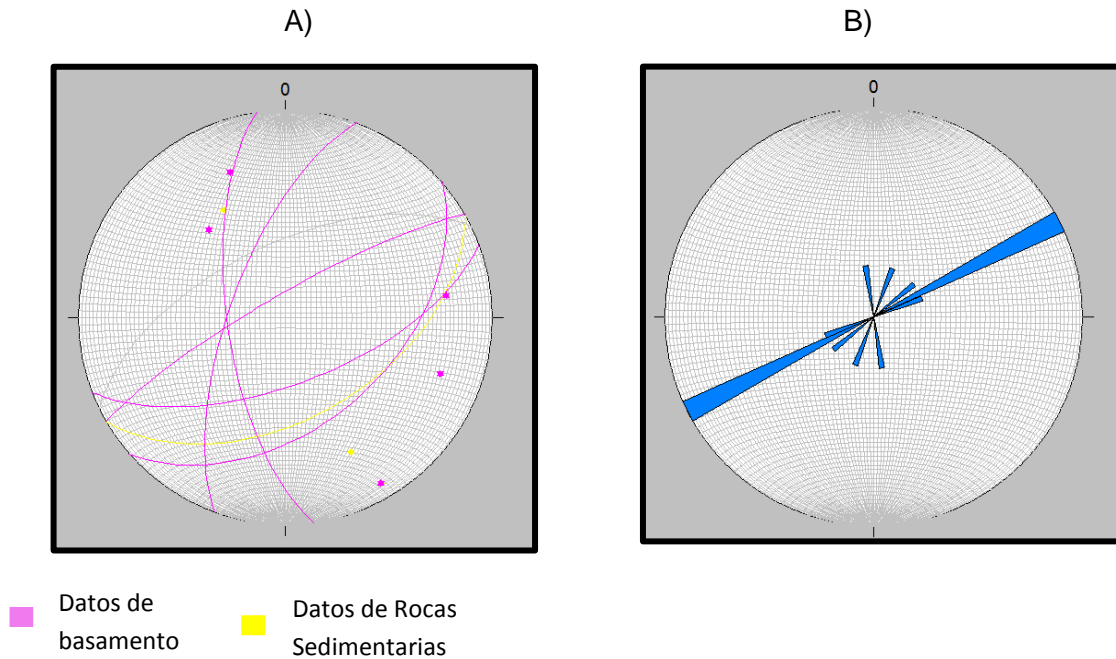 A)
B)
0
0
Datos de
basamento
Datos de Rocas
Sedimentarias